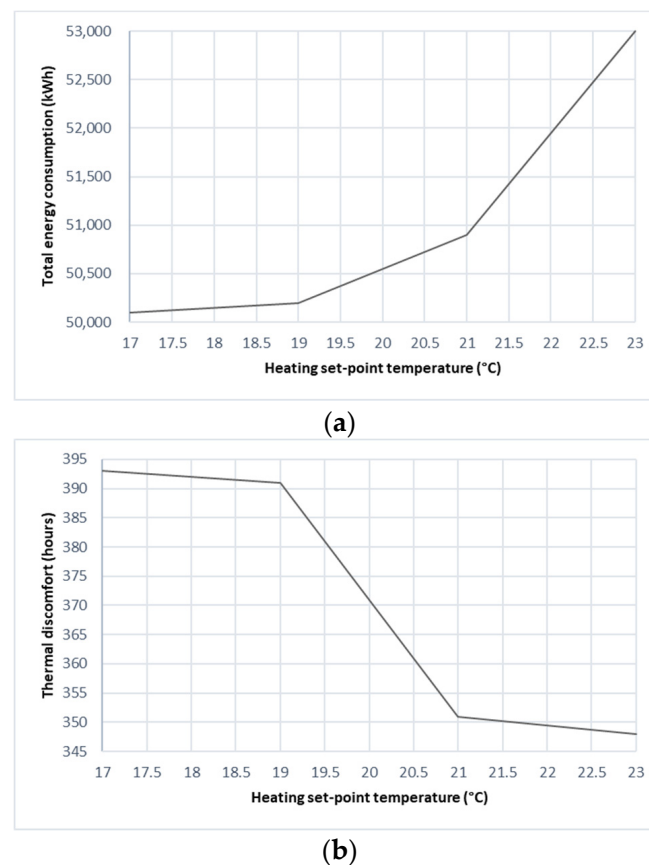 53,000
52,500
52,000
51,500
51,000
50,500
50,000
Total energy consumption (kWh)
17 17.5 18 18.5 19 19.5 20 20.5 21 21.5 22 22.5 23
Heating set-point temperature (°C)
(a)
395
390
385
380
375
370
365
360
355
350
345
Thermal discomfort (hours)
17 17.5 18 18.5 19 19.5 20 20.5 21 21.5 22 22.5 23
Heating set-point temperature (°C)
(b)